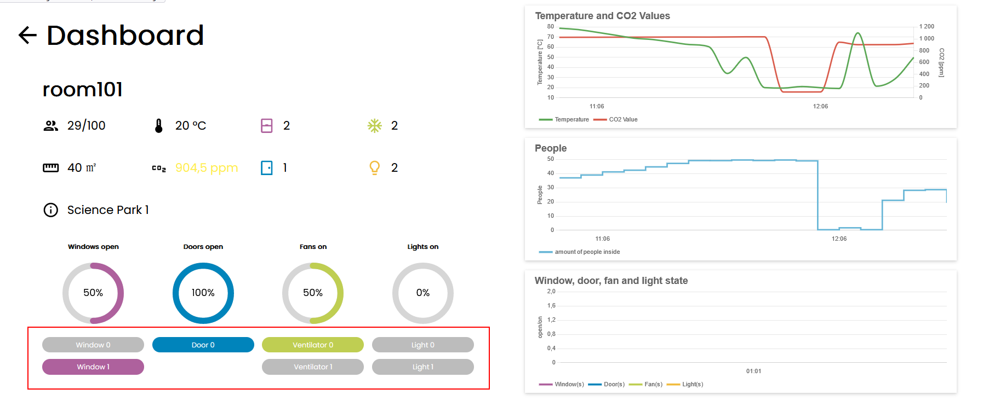 Dashboard
room101
29/100
20 °C
2
2
40 ㎡
CO2
904,5 ppm
1
2
Science Park 1
Windows open
Doors open
Fans on
Lights on
50%
100%
50%
0%
Window 0
Door 0
Ventilator 0
Light 0
Window 1
Ventilator 1
Light 1
Temperature and CO2 Values
80
70
60
50
40
30
20
10
Temperature [°C]
1 200
1 000
800
600
400
200
0
CO2 [ppm]
11:06
12:06
Temperature
CO2 Value
People
50
40
30
20
10
0
People
11:06
12:06
amount of people inside
Window, door, fan and light state
2,0
1,6
1,2
0,8
0,4
0
open/on
01:01
Window(s)
Door(s)
Fan(s)
Light(s)